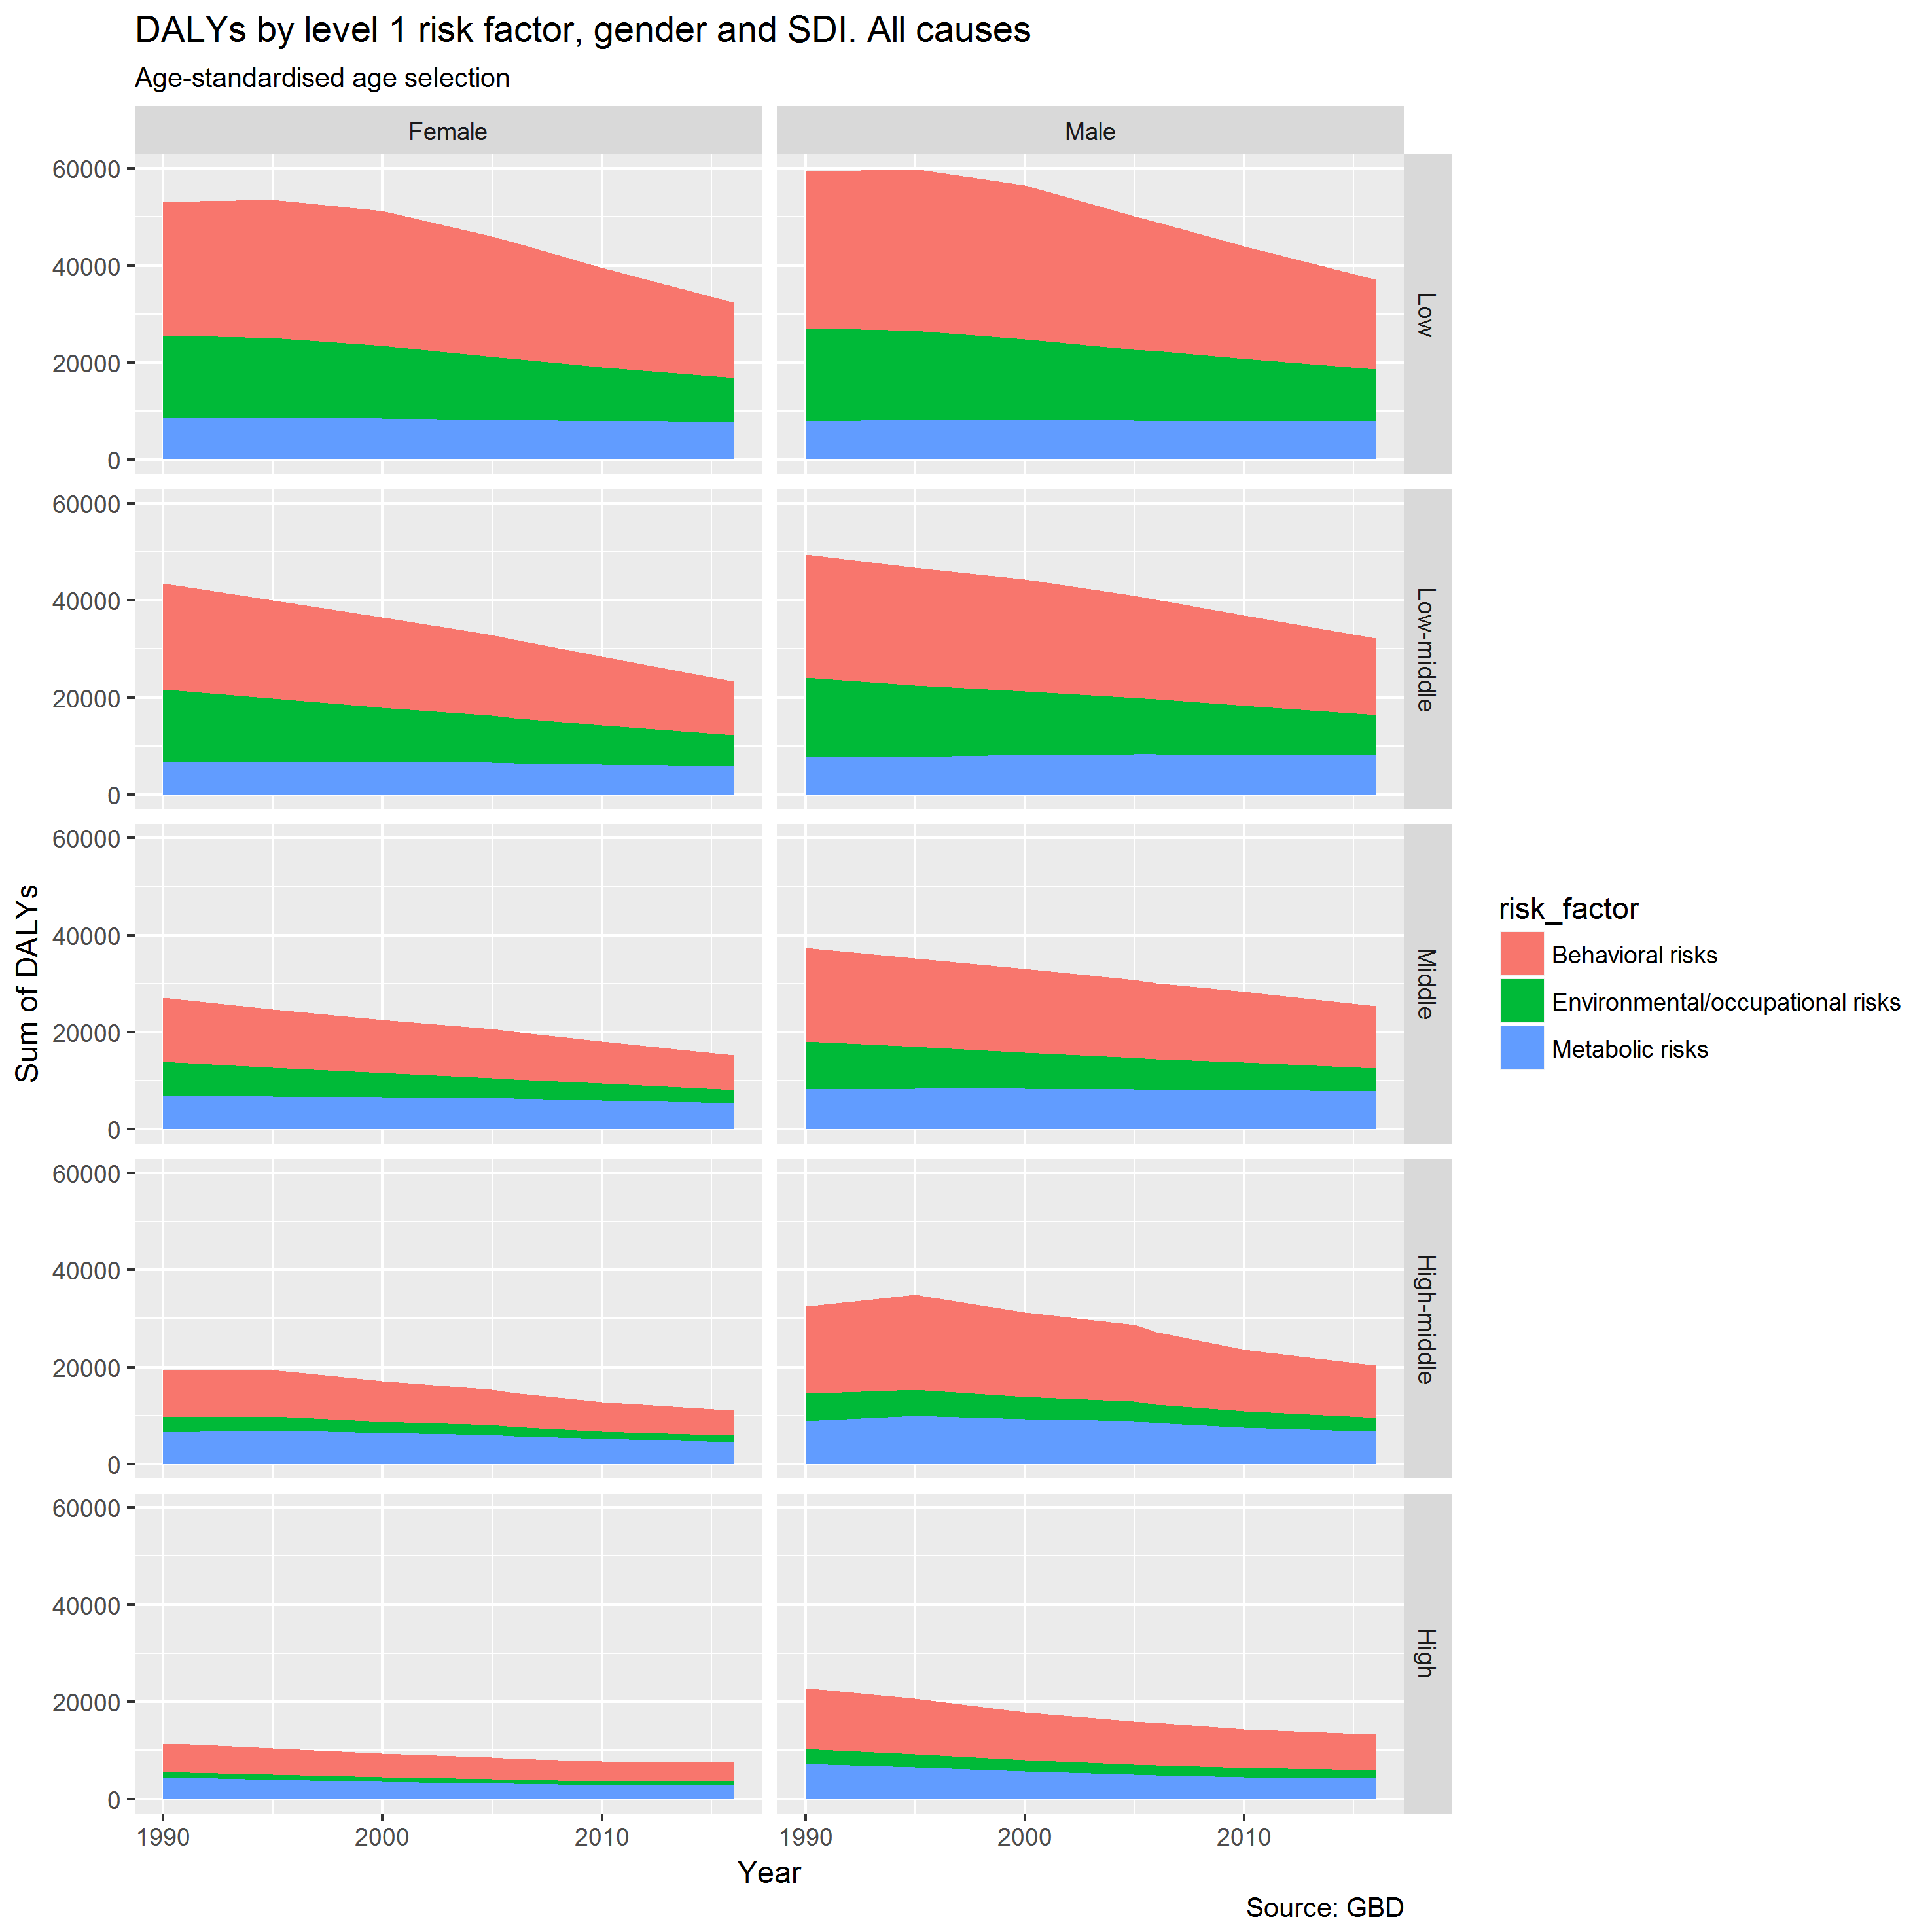 DALYs by level 1 risk factor, gender and SDI. All causes
Age-standardised age selection
Female
Male
60000
40000
20000
0
Low
60000
40000
20000
0
Low-middle
60000
40000
20000
0
Middle
60000
40000
20000
0
High-middle
60000
40000
20000
0
High
Sum of DALYs
1990 2000 2010
1990 2000 2010
Year
risk_factor
Behavioral risks
Environmental/occupational risks
Metabolic risks
Source: GBD